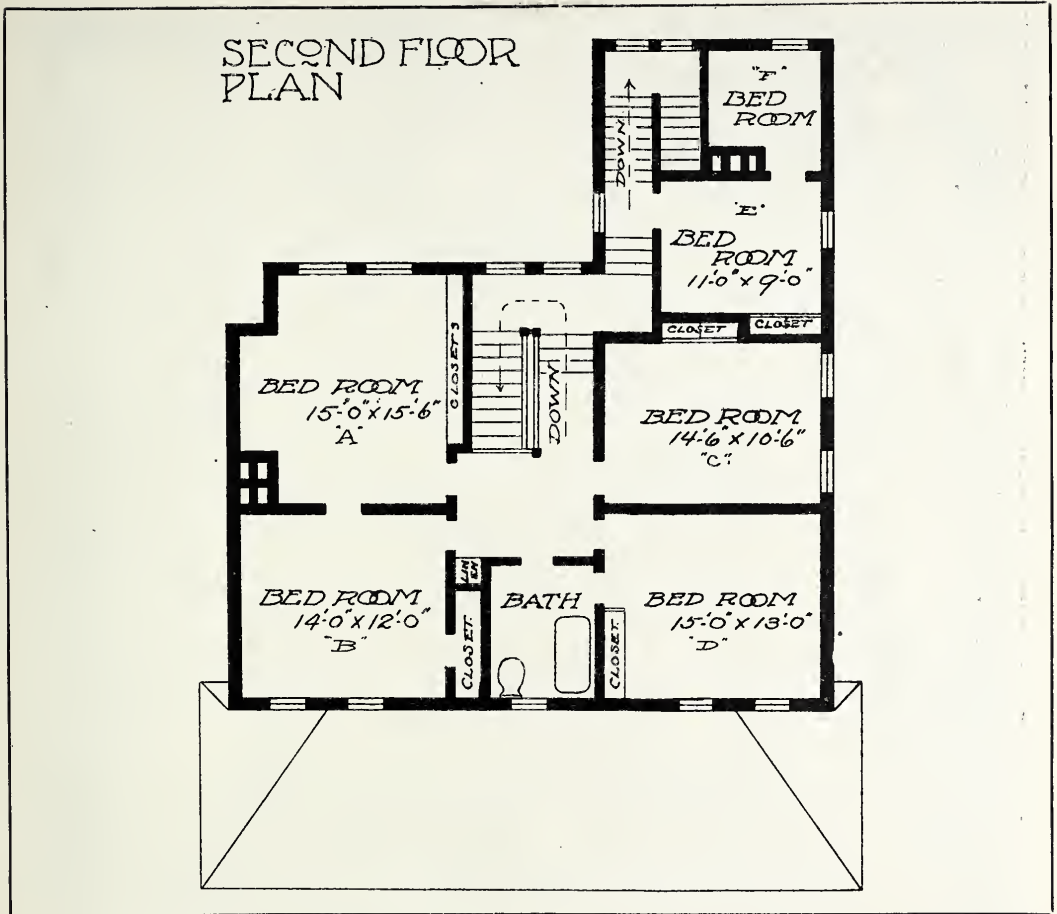 SECOND FLOOR
PLAN
"F"
BED
ROOM
DOWN
"E"
BED
ROOM
11'-0" x 9'-0"
CLOSET
CLOSET
CLOSETS
BED ROOM
15'-0" x 15'-6"
"A"
DOWN
BED ROOM
14'-6" x 10'-6"
"C"
LIN
EN
BED ROOM
14'-0" x 12'-0"
"B"
CLOSET
BATH
CLOSET
BED ROOM
15'-0" x 13'-0"
"D"